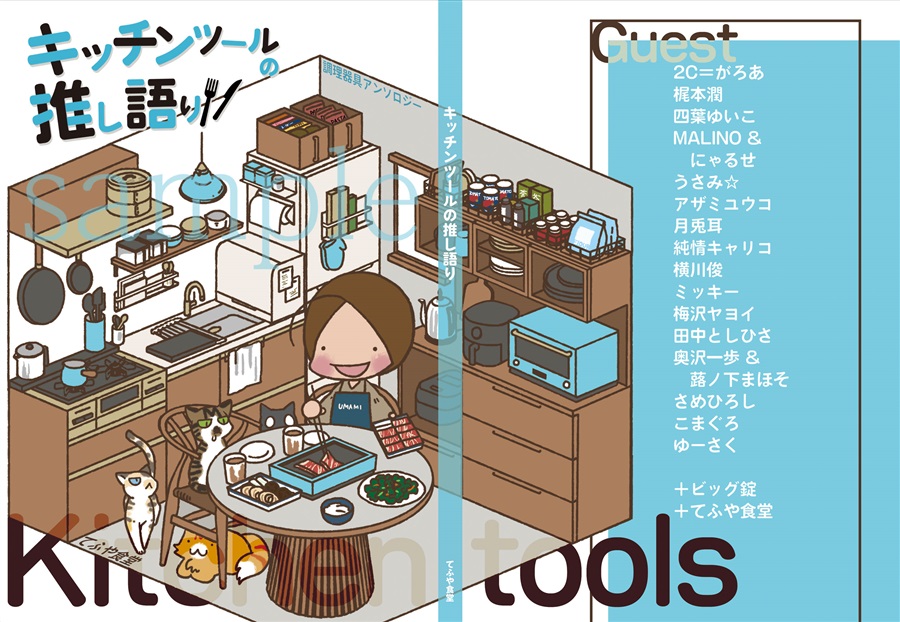 キッチンツールの
推し語り
調理器具アンソロジー
sample
UMAMI
てふや食堂
Kitchen tools
キッチンツールの推し語り
てふや食堂
Guest
2C=がろあ
梶本潤
四葉ゆいこ
MALINO &
にゃるせ
うさみ☆
アザミユウコ
月兎耳
純情キャリコ
横川俊
ミッキー
梅沢ヤヨイ
田中としひさ
奥沢一歩 &
蕗ノ下まほそ
さめひろし
こまぐろ
ゆーさく
+ビッグ錠
+てふや食堂